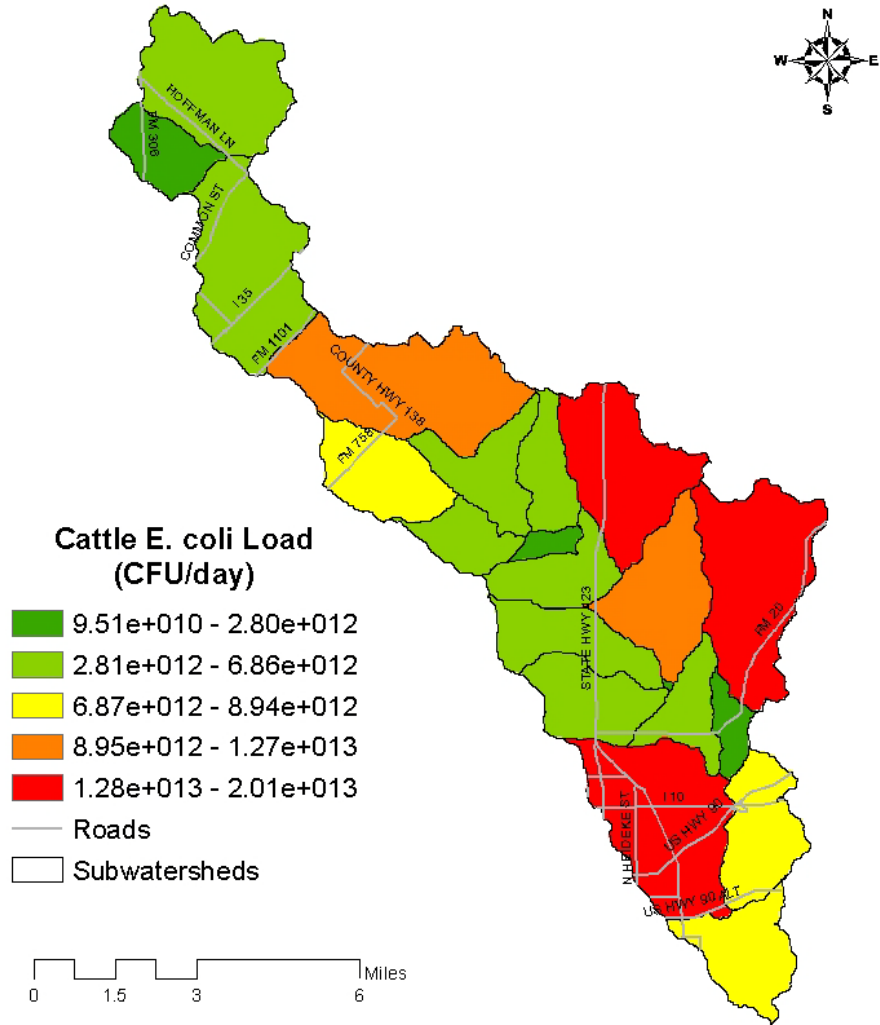 N
W E
S
HOFFMAN LN
FM 306
COMMON ST
I 35
FM 1101
COUNTY HWY 138
FM 758
STATE HWY 123
FM 20
I 10
US HWY 90
N HEIDEKE ST
US HWY 90 ALT
Cattle E. coli Load
(CFU/day)
9.51e+010 - 2.80e+012
2.81e+012 - 6.86e+012
6.87e+012 - 8.94e+012
8.95e+012 - 1.27e+013
1.28e+013 - 2.01e+013
Roads
Subwatersheds
Miles
0 1.5 3 6